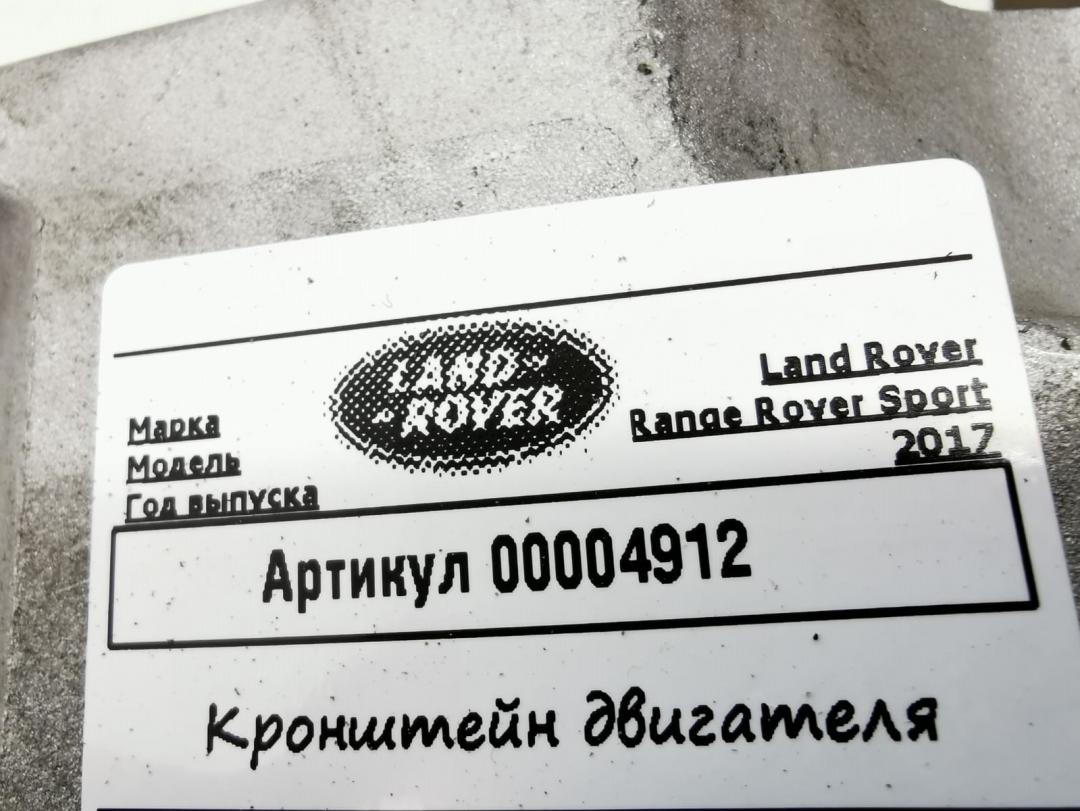 LAND-
-ROVER
Марка
Land Rover
Модель
Range Rover Sport
Год выпуска
2017
Артикул 00004912
Кронштейн двигателя